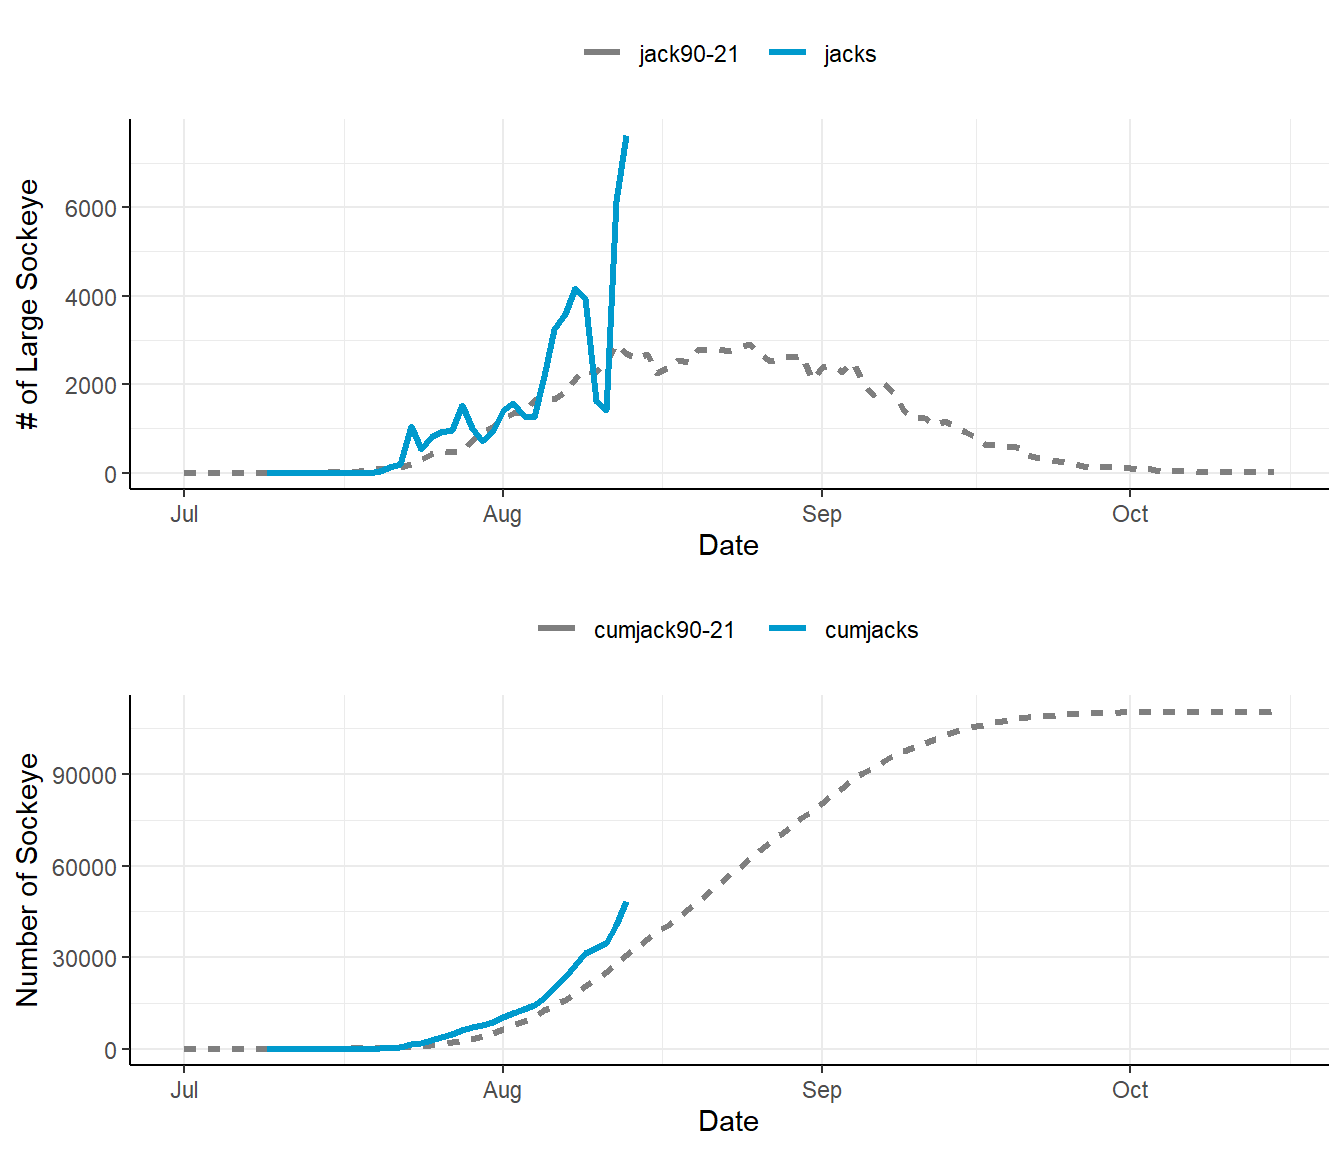 jack90-21 jacks
# of Large Sockeye
6000
4000
2000
0
Jul Aug Sep Oct
Date
cumjack90-21 cumjacks
Number of Sockeye
90000
60000
30000
0
Jul Aug Sep Oct
Date